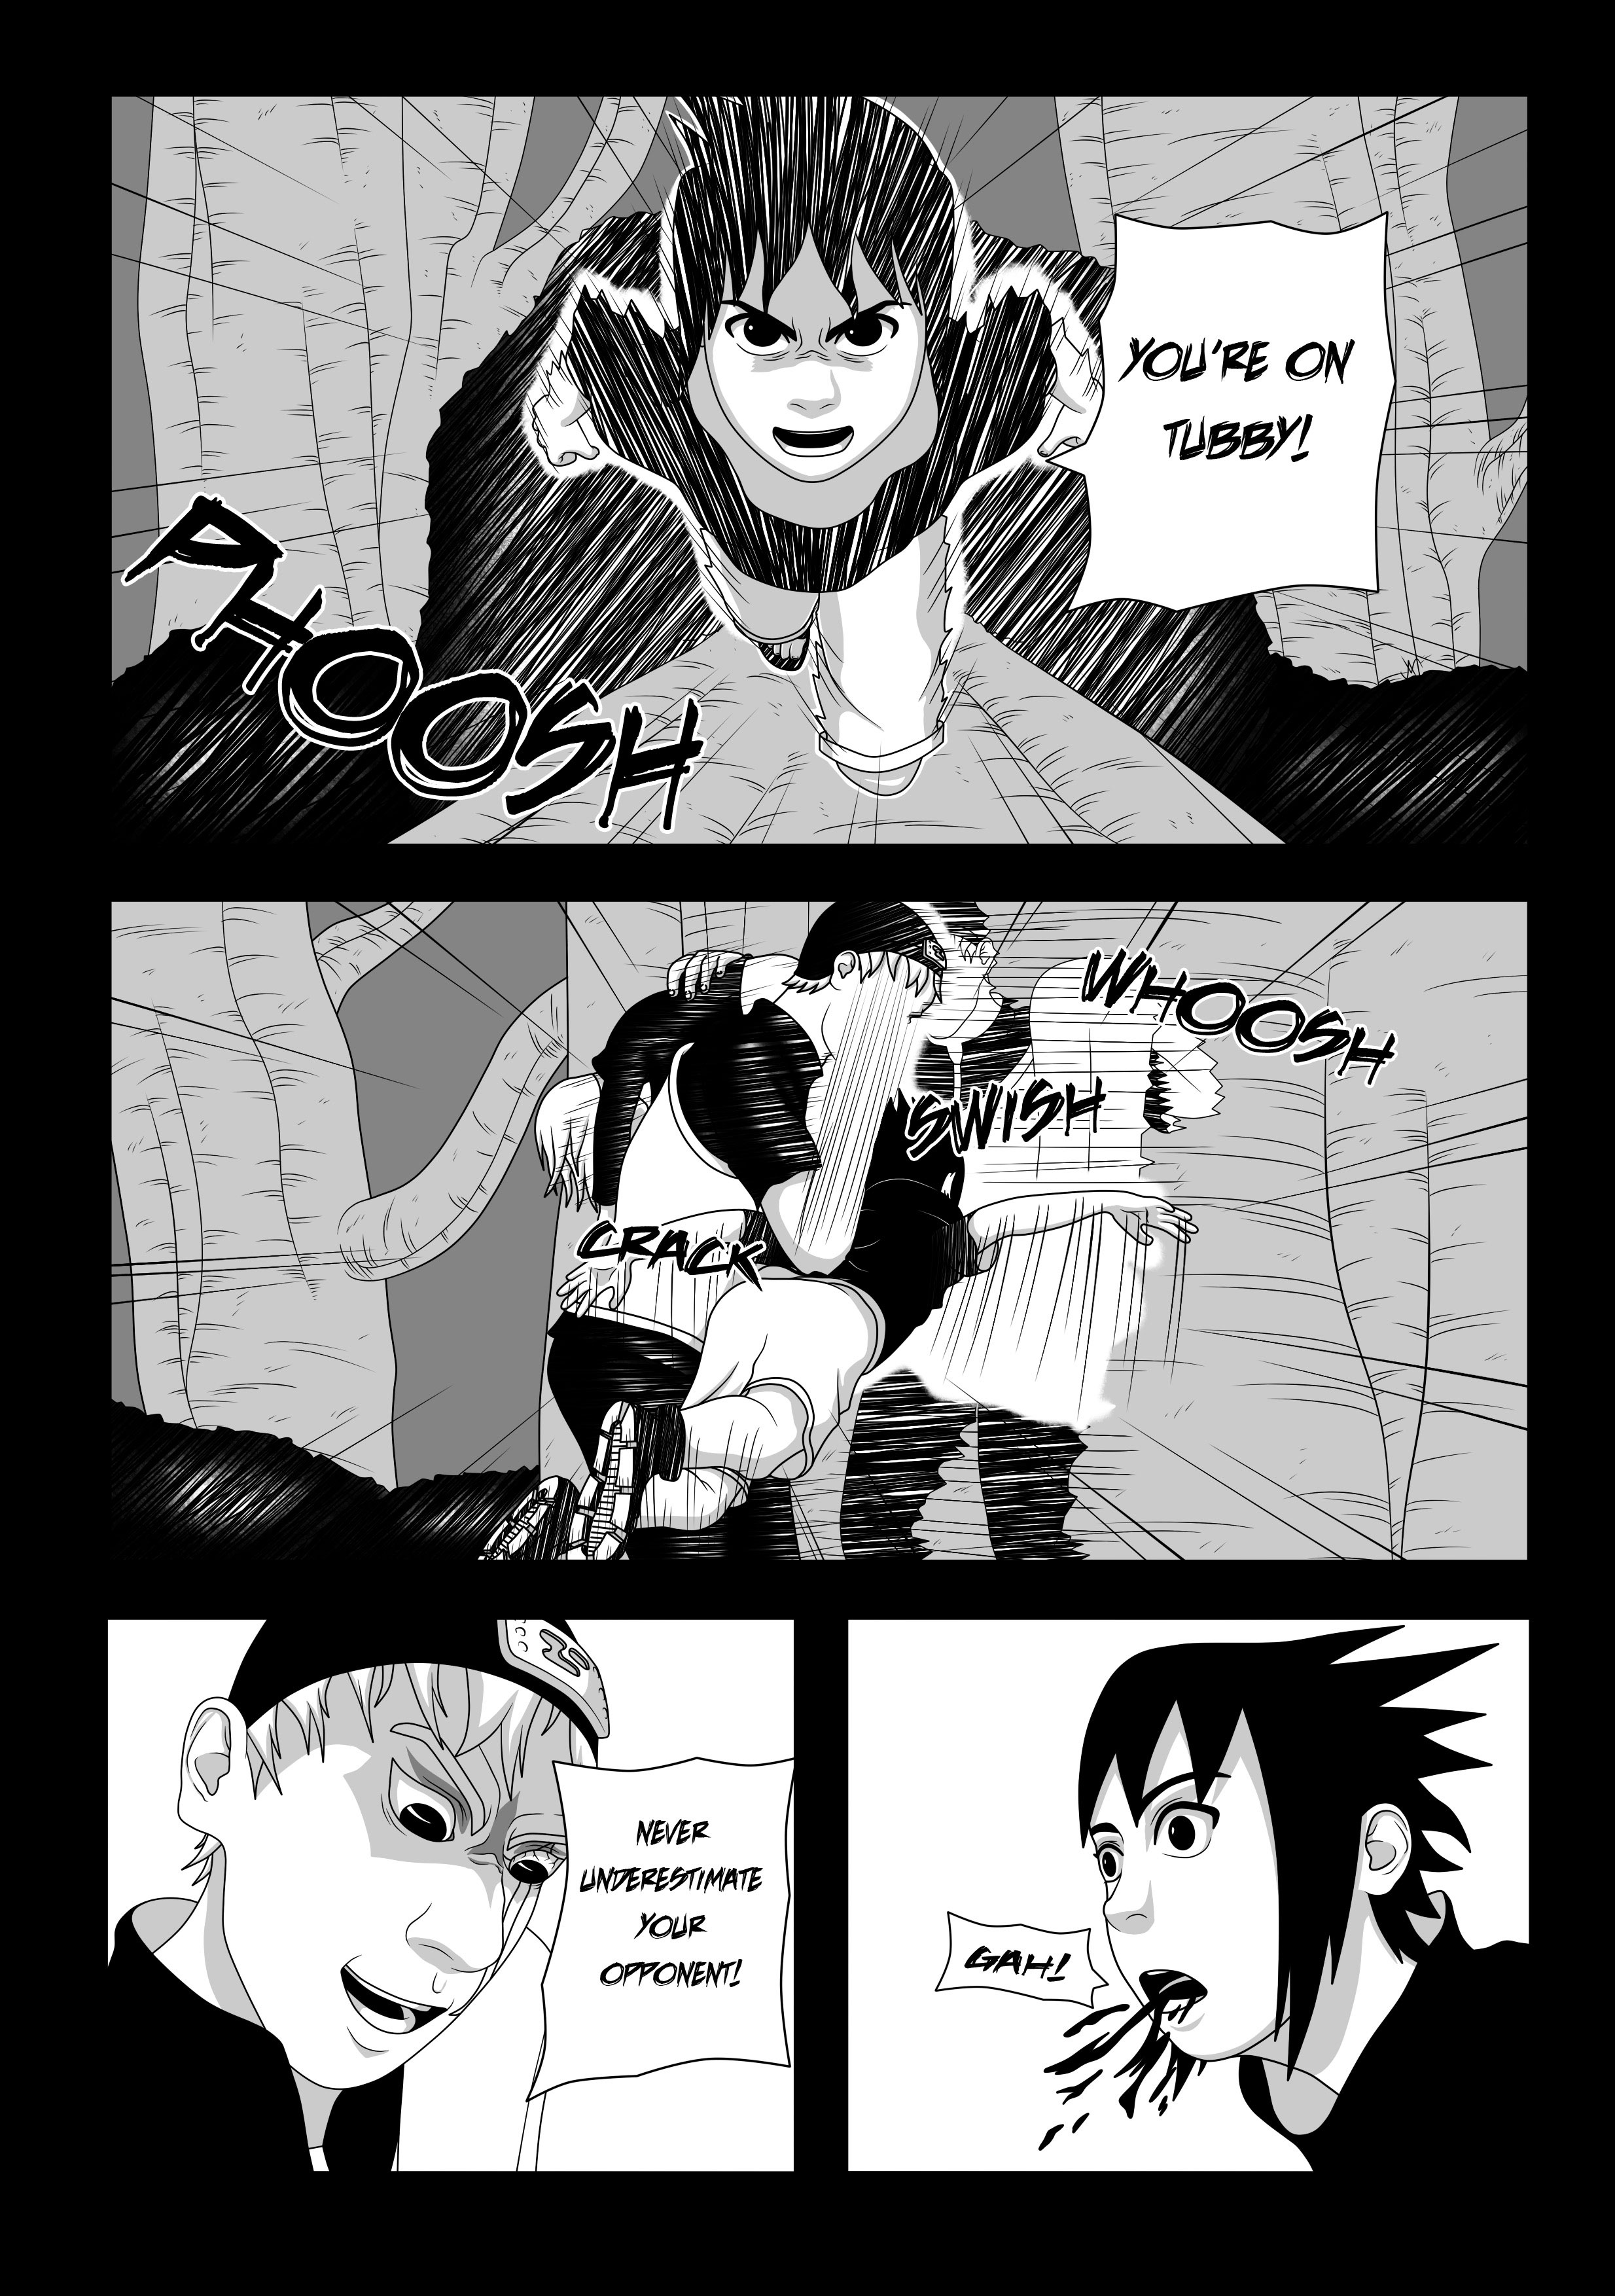 YOU'RE ON
TUBBY!
PHOOSH
WHOOSH
SWISH
CRACK
NEVER
UNDERESTIMATE
YOUR
OPPONENT!
GAH!